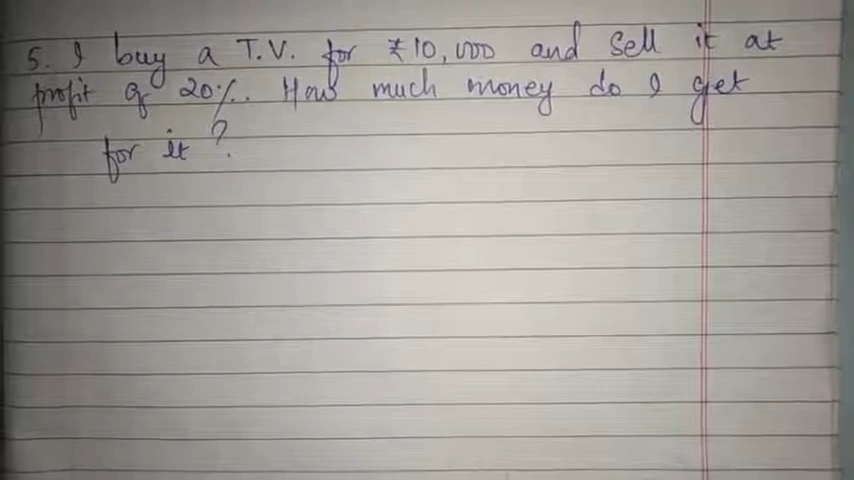 5. I buy a T.V. for ₹10,000 and sell it at
profit of 20%. How much money do I get
for it ?